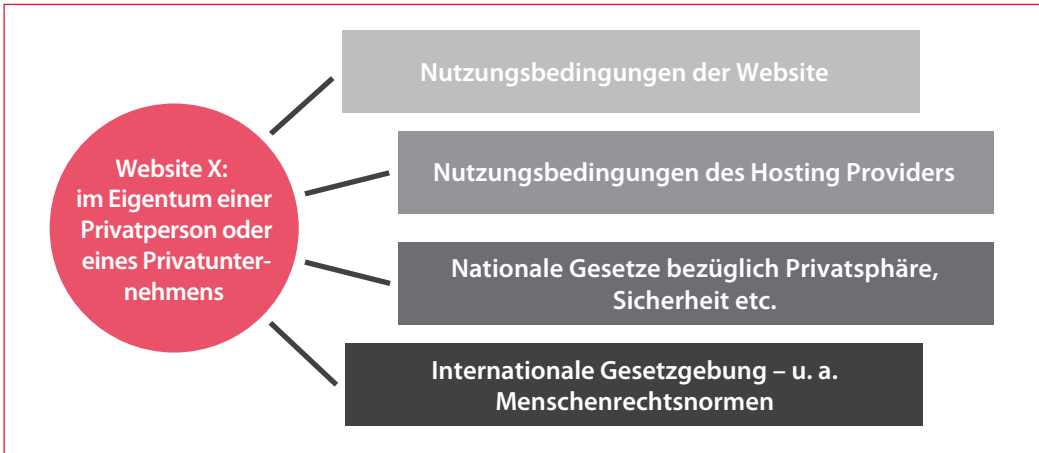 Nutzungsbedingungen der Website
Website X:
im Eigentum einer
Privatperson oder
eines Privatunter-
nehmens
Nutzungsbedingungen des Hosting Providers
Nationale Gesetze bezüglich Privatsphäre,
Sicherheit etc.
Internationale Gesetzgebung – u. a.
Menschenrechtsnormen